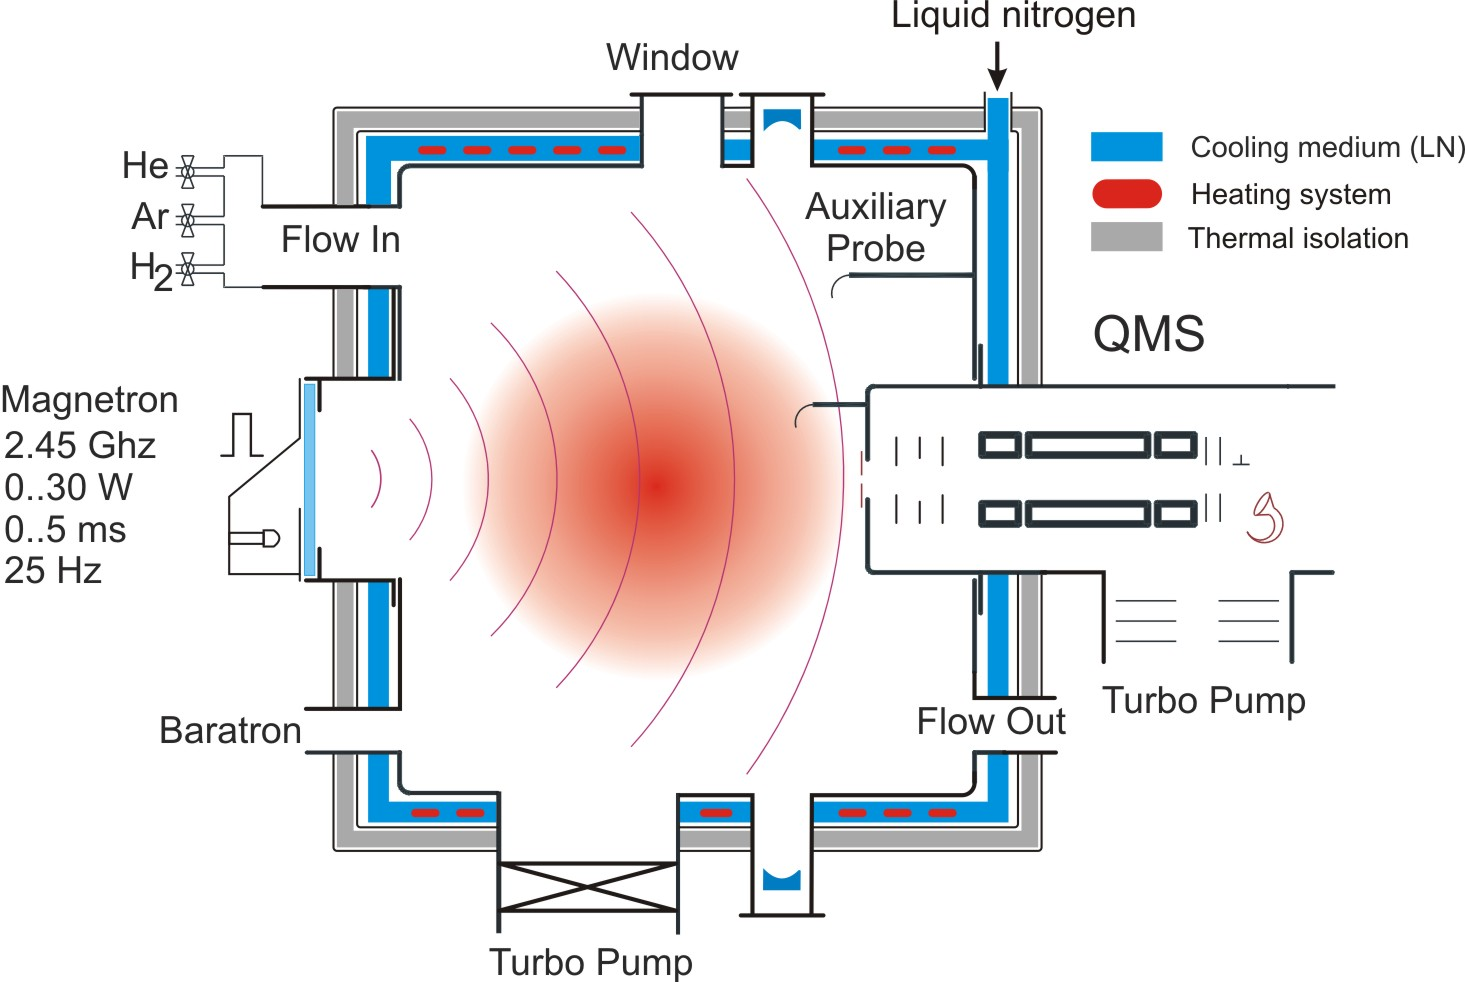 Liquid nitrogen
Window
Cooling medium (LN)
He
Heating system
Ar
Auxiliary
Probe
Flow In
Thermal isolation
H2
QMS
Magnetron
2.45 Ghz
0..30 W
0..5 ms
25 Hz
Baratron
Flow Out
Turbo Pump
Turbo Pump